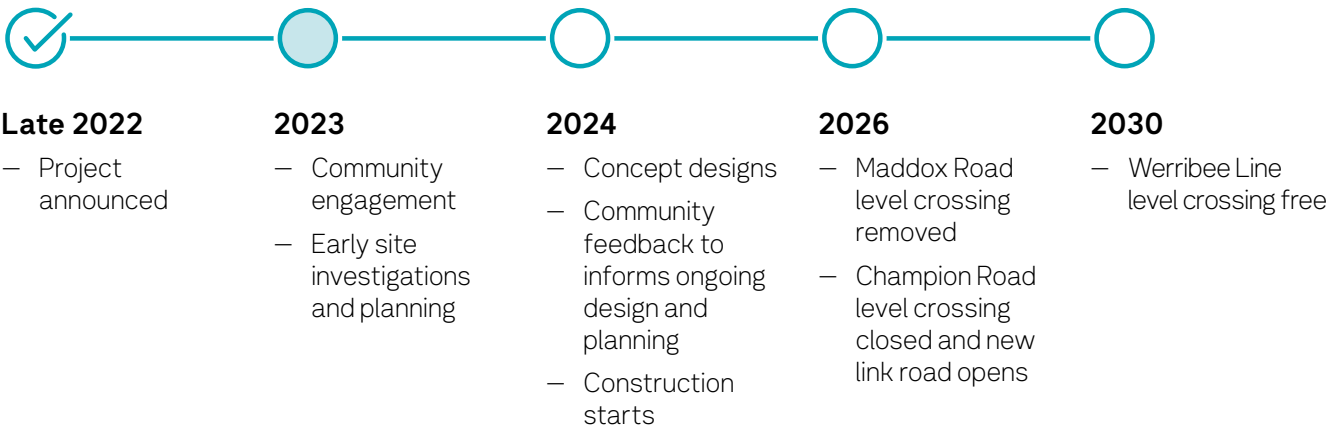 Late 2022
— Project
announced
2023
— Community
engagement
— Early site
investigations
and planning
2024
— Concept designs
— Community
feedback to
informs ongoing
design and
planning
— Construction
starts
2026
— Maddox Road
level crossing
removed
— Champion Road
level crossing
closed and new
link road opens
2030
— Werribee Line
level crossing free